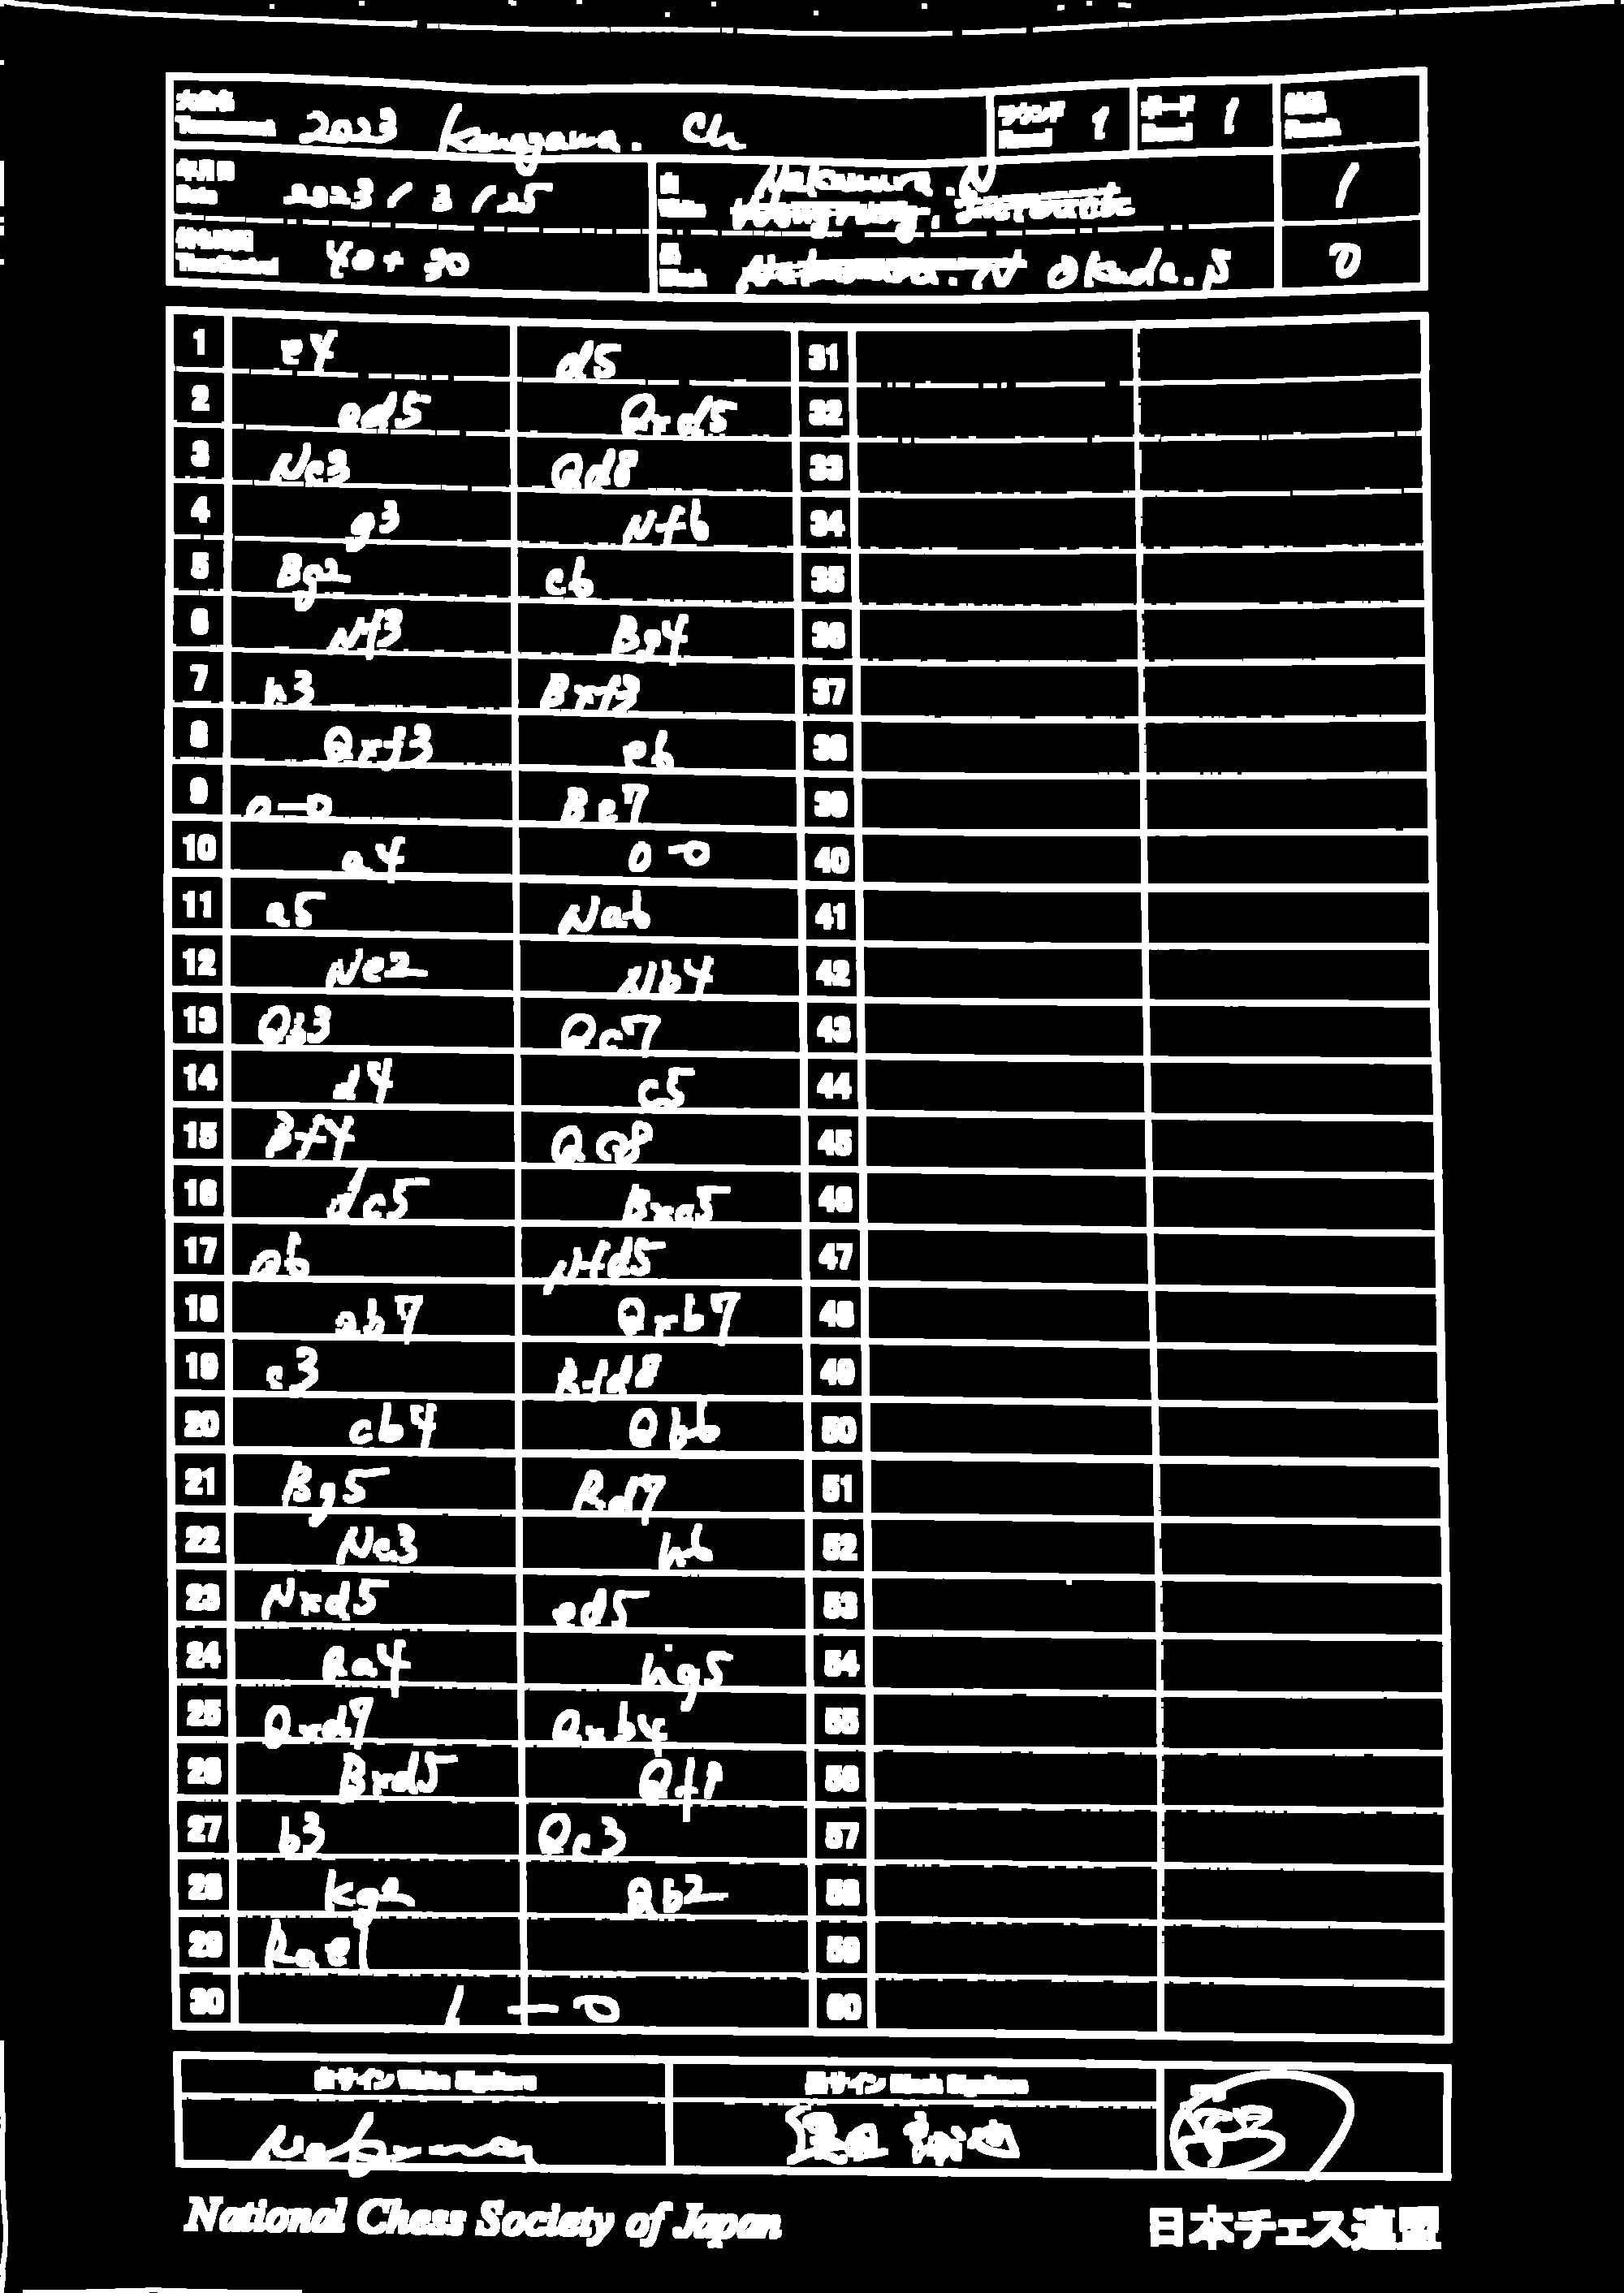 大会名 Tournament 2023 Kanagawa. Ch ラウンド Round 1 ボード Board 1 結果 Result
年月日 Date 2023/3/25 白 White Nakamura.N 1
持ち時間 Time Control 40+30 黒 Black Okada.S 0
1 e4 d5 31
2 ed5 Qxd5 32
3 Nc3 Qd8 33
4 g3 Nf6 34
5 Bg2 c6 35
6 Nf3 Bg4 36
7 h3 Bxf3 37
8 Qxf3 e6 38
9 0-0 Be7 39
10 a4 0-0 40
11 a5 Na6 41
12 Ne2 Nb4 42
13 Qb3 Qc7 43
14 d4 c5 44
15 Bf4 Qc8 45
16 dc5 Bxc5 46
17 a6 Nfd5 47
18 ab7 Qxb7 48
19 c3 Rfd8 49
20 cb4 Qb6 50
21 Bg5 Rd7 51
22 Nc3 h6 52
23 Nxd5 ed5 53
24 Qa4 hg5 54
25 Qxd7 Qxb4 55
26 Bxd5 Qf8 56
27 b3 Qc3 57
28 Kg2 Qb2 58
29 Rae1 59
30 1-0 60
白サイン White Signature 黒サイン Black Signature
National Chess Society of Japan 日本チェス連盟